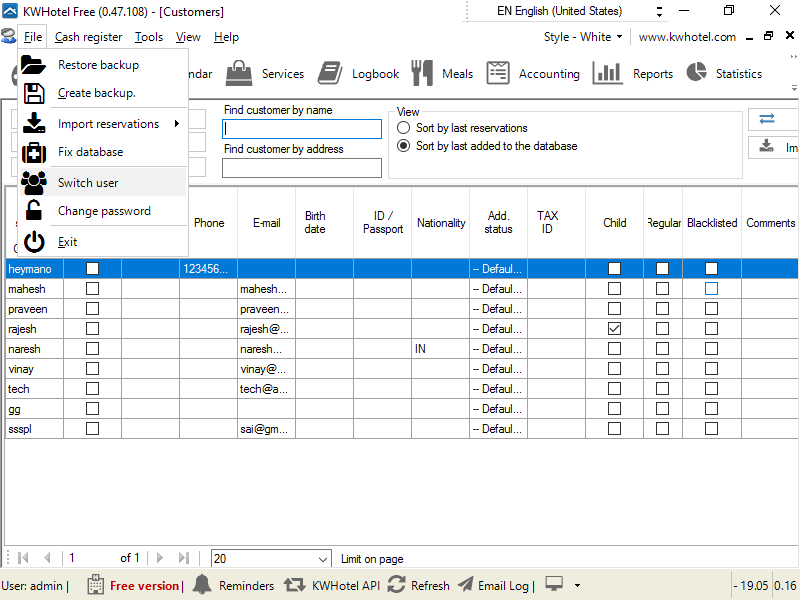 KWHotel Free (0.47.108) - [Customers]
EN English (United States)
File Cash register Tools View Help
Style - White
www.kwhotel.com
Restore backup
Create backup.
Import reservations
Fix database
Switch user
Change password
Exit
ndar Services Logbook Meals Accounting Reports Statistics
Find customer by name
Find customer by address
View
Sort by last reservations
Sort by last added to the database
Im
Phone E-mail Birth date ID / Passport Nationality Add. status TAX ID Child Regular Blacklisted Comments
heymano 123456... -- Defaul...
mahesh mahesh... -- Defaul...
praveen praveen... -- Defaul...
rajesh rajesh@... -- Defaul...
naresh naresh... IN -- Defaul...
vinay vinay@... -- Defaul...
tech tech@a... -- Defaul...
gg -- Defaul...
ssspl sai@gm... -- Defaul...
1 of 1 20 Limit on page
User: admin | Free version | Reminders KWHotel API Refresh Email Log | - 19.05 0.16